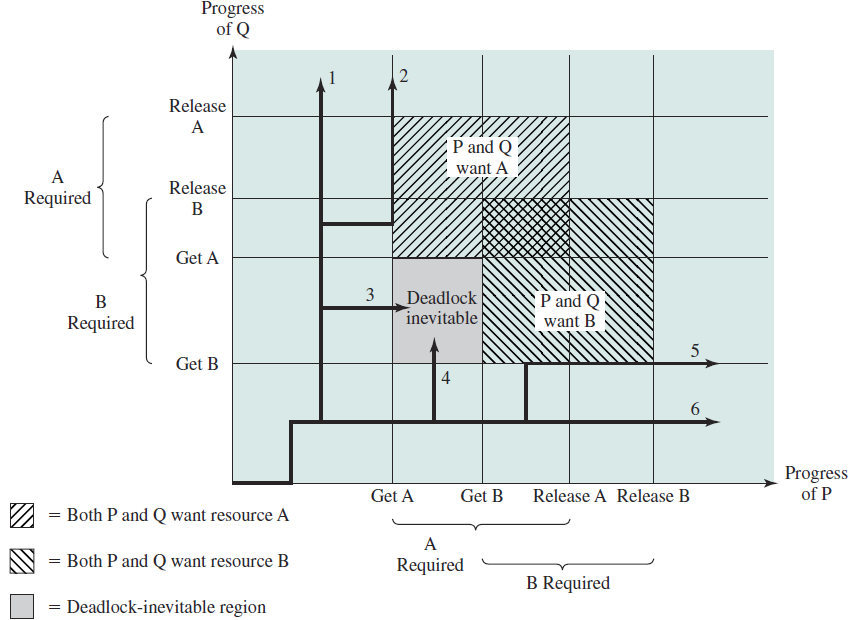 Progress
of Q
1
2
Release
A
P and Q
want A
A
Required
Release
B
Get A
3
Deadlock
inevitable
P and Q
want B
B
Required
5
Get B
4
6
Progress
of P
Get A
Get B
Release A
Release B
= Both P and Q want resource A
A
Required
= Both P and Q want resource B
B Required
= Deadlock-inevitable region